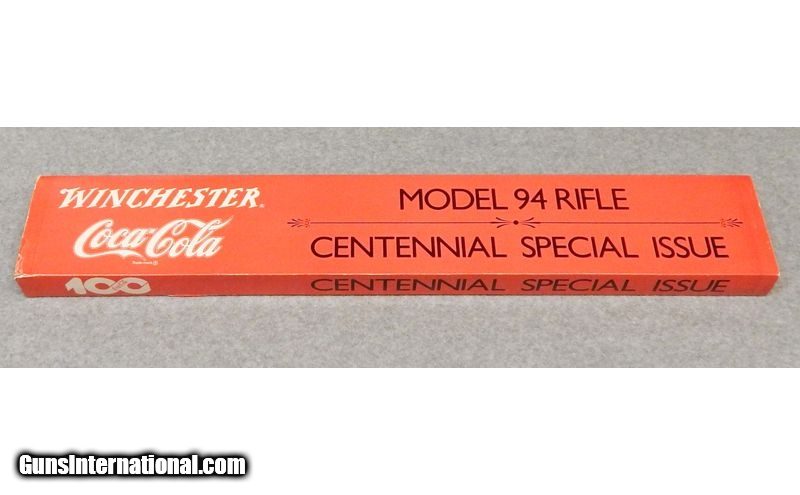 WINCHESTER®
MODEL 94 RIFLE
Coca-Cola
CENTENNIAL SPECIAL ISSUE
100
CENTENNIAL SPECIAL ISSUE
GunsInternational.com